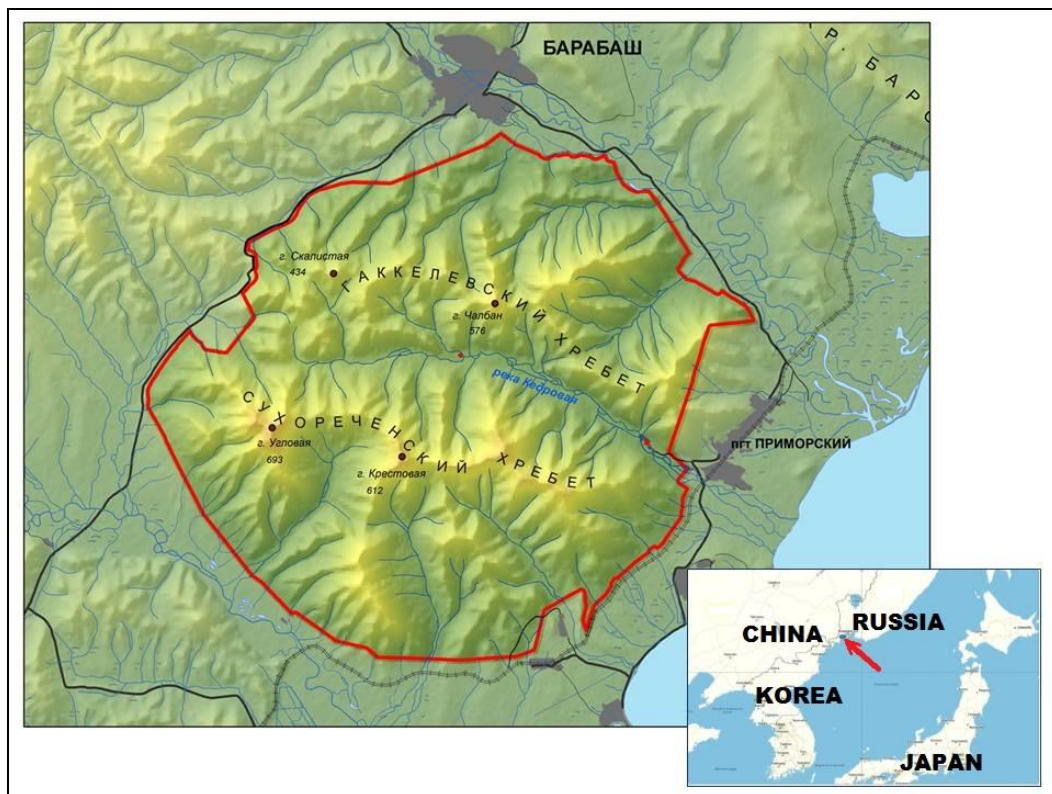 БАРАБАШ
Р. БАРС
г. Скалистая
434
ГАККЕЛЕВСКИЙ ХРЕБЕТ
г. Чалбан
576
река Кедровая
СУХОРЕЧЕНСКИЙ ХРЕБЕТ
г. Угловая
693
г. Крестовая
612
пгт ПРИМОРСКИЙ
CHINA
RUSSIA
KOREA
JAPAN